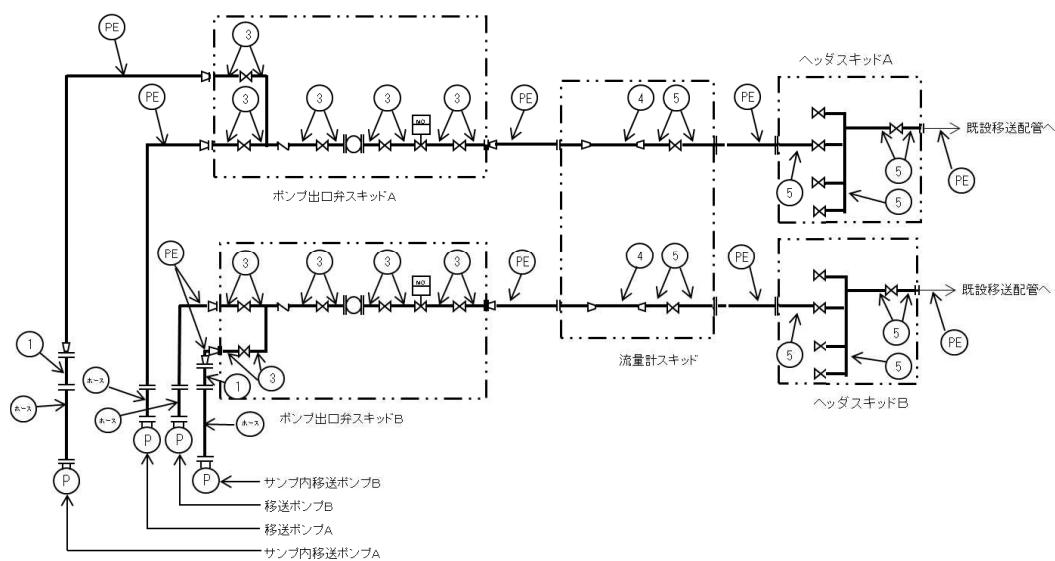 PE
3
ヘッダスキッドA
PE
3
3
3
3
PE
4
5
PE
NO
既設移送配管へ
5
PE
5
5
ポンプ出口弁スキッドA
PE
3
3
3
3
PE
4
5
PE
NO
既設移送配管へ
5
PE
5
5
流量計スキッド
1
3
1
ホース
ホース
ホース
ホース
ポンプ出口弁スキッドB
ヘッダスキッドB
P
P
P
P
サンプ内移送ポンプB
移送ポンプB
移送ポンプA
サンプ内移送ポンプA